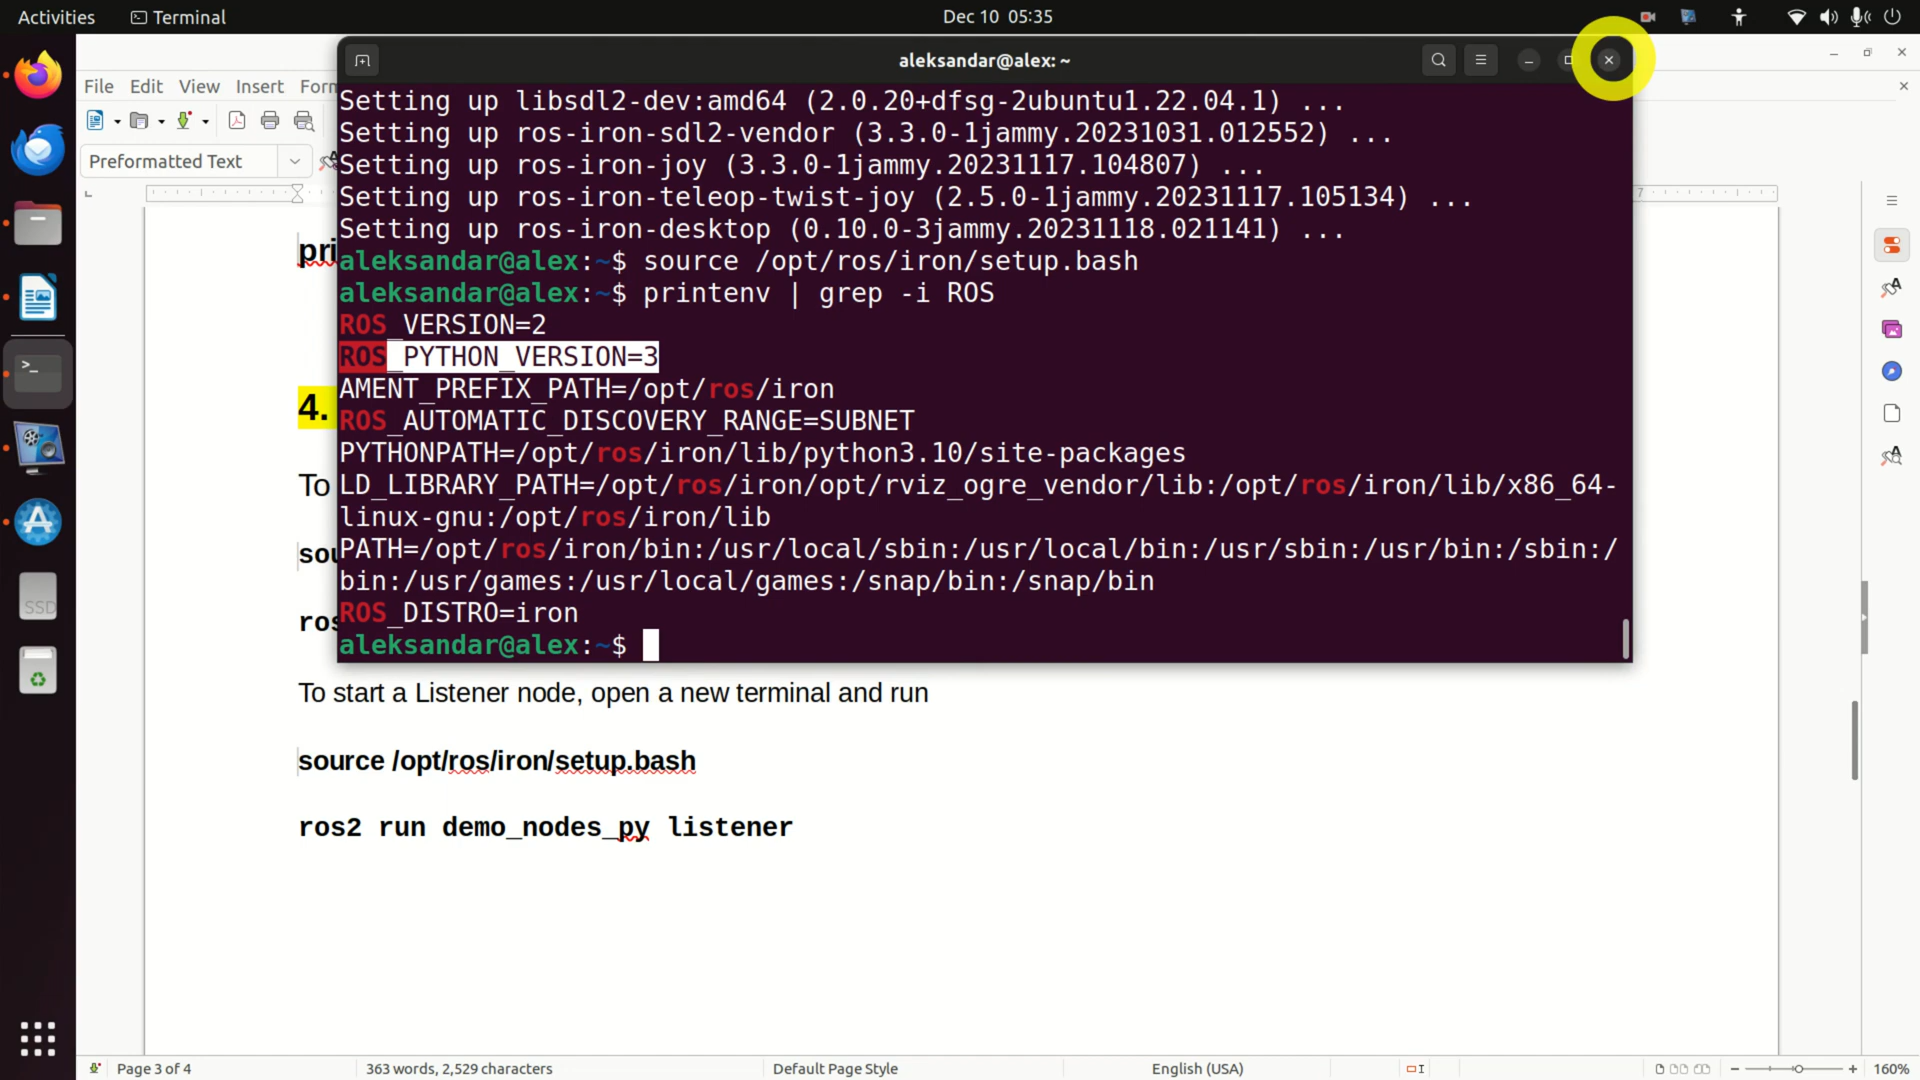 Activities
Terminal
Dec 10 05:35
aleksandar@alex: ~
File Edit View Insert Form
Preformatted Text
7
Setting up libsdl2-dev:amd64 (2.0.20+dfsg-2ubuntu1.22.04.1) ...
Setting up ros-iron-sdl2-vendor (3.3.0-1jammy.20231031.012552) ...
Setting up ros-iron-joy (3.3.0-1jammy.20231117.104807) ...
Setting up ros-iron-teleop-twist-joy (2.5.0-1jammy.20231117.105134) ...
Setting up ros-iron-desktop (0.10.0-3jammy.20231118.021141) ...
aleksandar@alex:~$ source /opt/ros/iron/setup.bash
aleksandar@alex:~$ printenv | grep -i ROS
ROS_VERSION=2
ROS_PYTHON_VERSION=3
AMENT_PREFIX_PATH=/opt/ros/iron
ROS_AUTOMATIC_DISCOVERY_RANGE=SUBNET
PYTHONPATH=/opt/ros/iron/lib/python3.10/site-packages
LD_LIBRARY_PATH=/opt/ros/iron/opt/rviz_ogre_vendor/lib:/opt/ros/iron/lib/x86_64-
linux-gnu:/opt/ros/iron/lib
PATH=/opt/ros/iron/bin:/usr/local/sbin:/usr/local/bin:/usr/sbin:/usr/bin:/sbin:/
bin:/usr/games:/usr/local/games:/snap/bin:/snap/bin
ROS_DISTRO=iron
aleksandar@alex:~$
pri
4.
To
sou
ros
To start a Listener node, open a new terminal and run
source /opt/ros/iron/setup.bash
ros2 run demo_nodes_py listener
SSD
Page 3 of 4
363 words, 2,529 characters
Default Page Style
English (USA)
160%